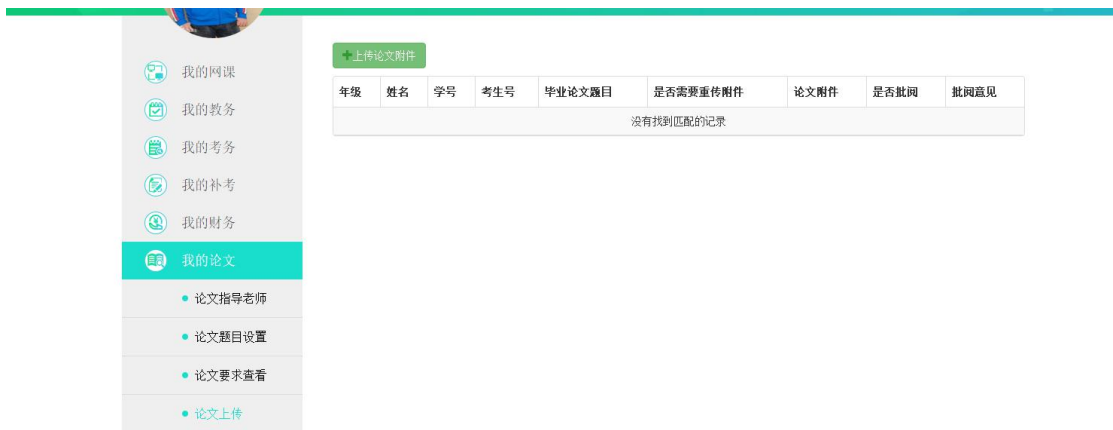 上传论文附件
我的网课
年级 姓名 学号 考生号 毕业论文题目 是否需要重传附件 论文附件 是否批阅 批阅意见
我的教务
没有找到匹配的记录
我的考务
我的补考
我的财务
我的论文
论文指导老师
论文题目设置
论文要求查看
论文上传